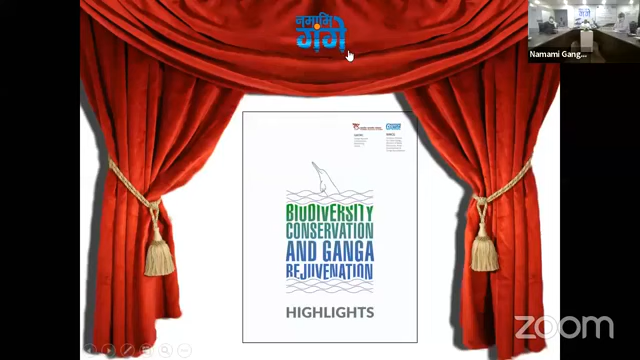 नमामि
गंगे
Namami Gang...
BIODIVERSITY
CONSERVATION
AND GANGA
REJUVENATION
HIGHLIGHTS
zoom